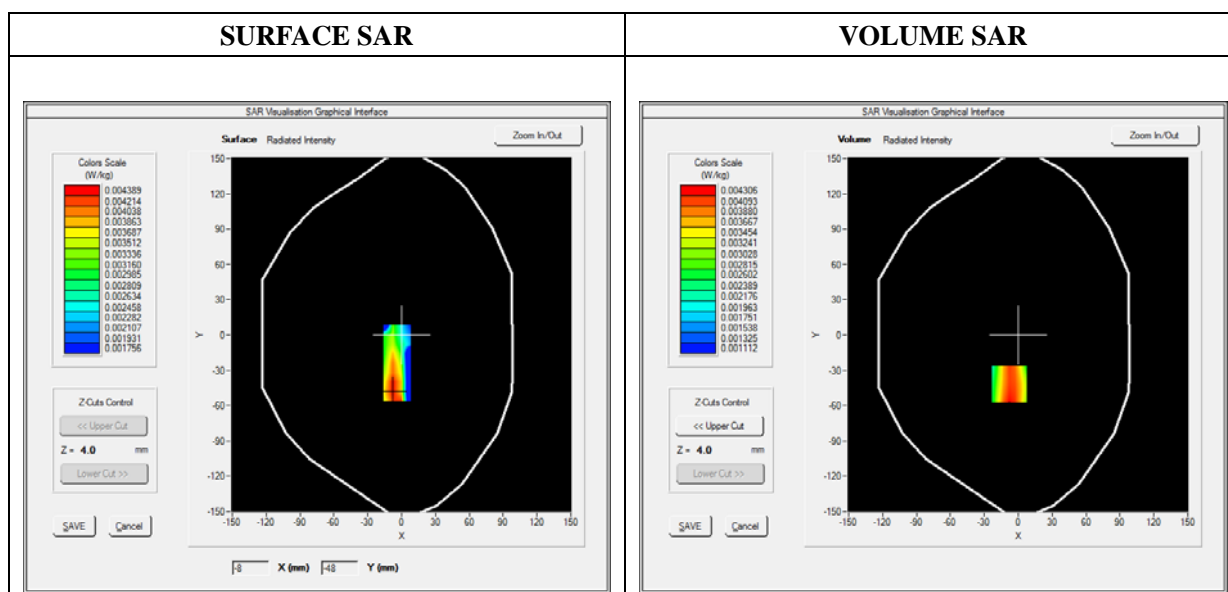 SURFACE SAR
VOLUME SAR
SAR Visualisation Graphical Interface
Surface Radiated Intensity
Zoom In/Out
Colors Scale
(W/kg)
0.004389
0.004214
0.004038
0.003863
0.003687
0.003512
0.003336
0.003160
0.002985
0.002809
0.002634
0.002458
0.002282
0.002107
0.001931
0.001756
150
120
90
60
30
0
-30
-60
-90
-120
-150
Y
-150 -120 -90 -60 -30 0 30 60 90 120 150
X
Z-Cuts Control
<< Upper Cut
Z = 4.0 mm
Lower Cut >>
SAVE Cancel
-8 X (mm) -48 Y (mm)
SAR Visualisation Graphical Interface
Volume Radiated Intensity
Zoom In/Out
Colors Scale
(W/kg)
0.004306
0.004093
0.003880
0.003667
0.003454
0.003241
0.003028
0.002815
0.002602
0.002389
0.002176
0.001963
0.001751
0.001538
0.001325
0.001112
150
120
90
60
30
0
-30
-60
-90
-120
-150
Y
-150 -120 -90 -60 -30 0 30 60 90 120 150
X
Z-Cuts Control
<< Upper Cut
Z = 4.0 mm
Lower Cut >>
SAVE Cancel